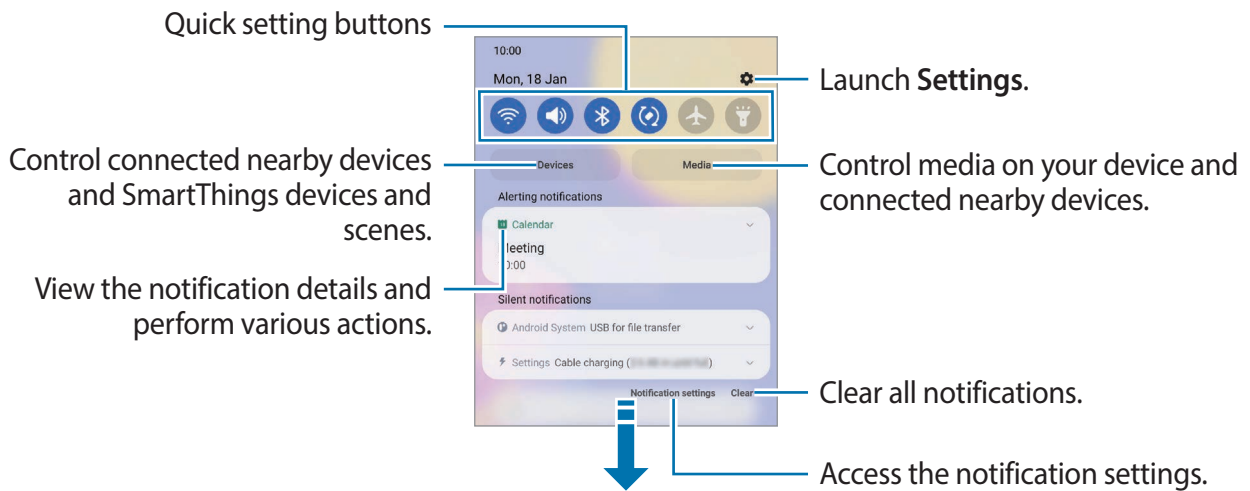 Quick setting buttons
10:00
Mon, 18 Jan
Launch Settings.
Control connected nearby devices
and SmartThings devices and
scenes.
Devices
Media
Control media on your device and
connected nearby devices.
Alerting notifications
Calendar
Meeting
View the notification details and
perform various actions.
Silent notifications
Android System USB for file transfer
Settings Cable charging (
)
Notification settings Clear
Clear all notifications.
Access the notification settings.